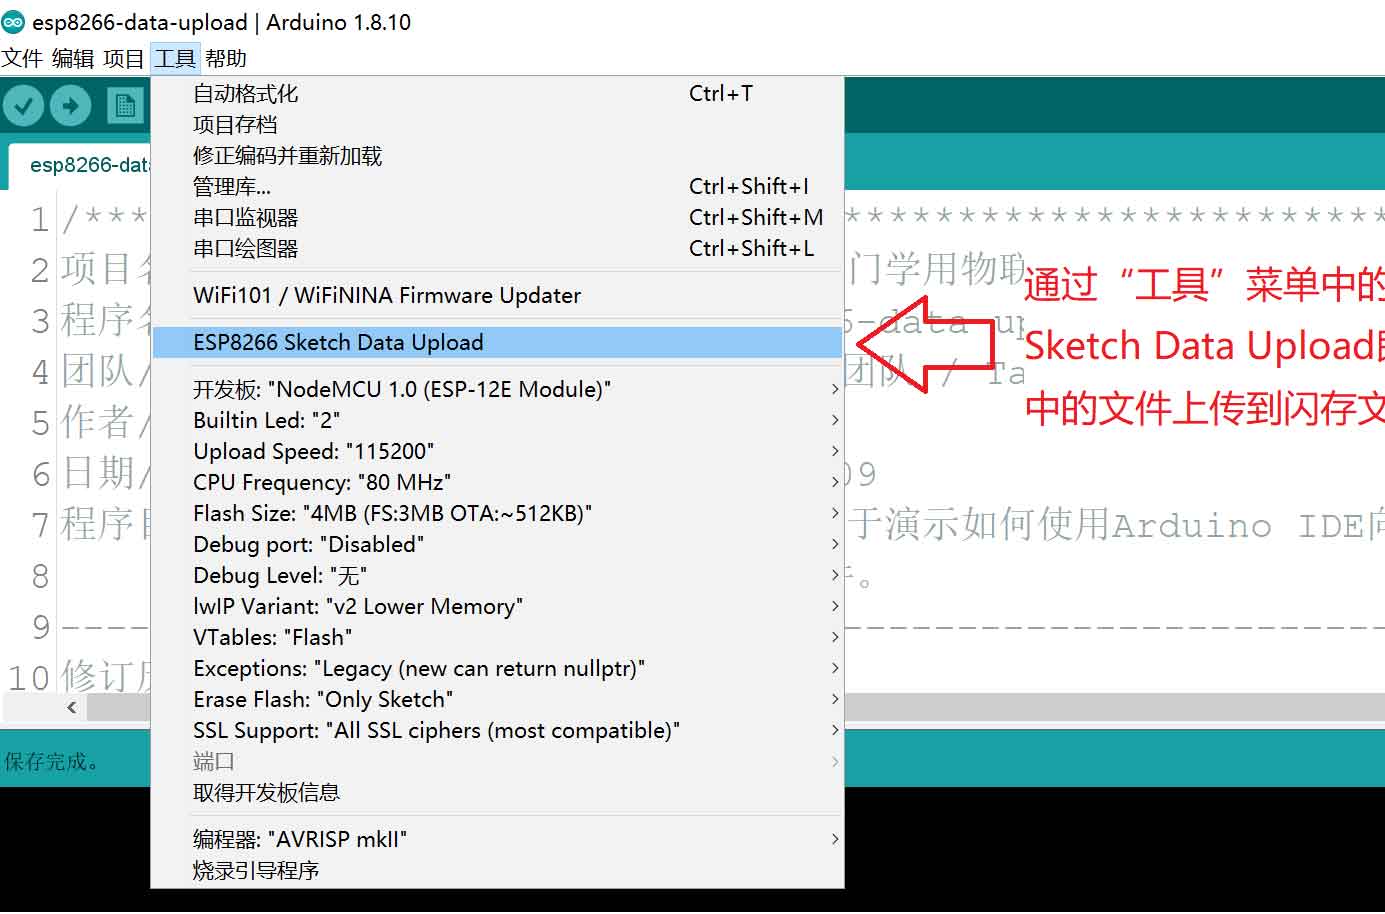 esp8266-data-upload | Arduino 1.8.10
文件 编辑 项目 工具 帮助
自动格式化 Ctrl+T
项目存档
修正编码并重新加载
管理库... Ctrl+Shift+I
串口监视器 Ctrl+Shift+M
串口绘图器 Ctrl+Shift+L
WiFi101 / WiFiNINA Firmware Updater
ESP8266 Sketch Data Upload
开发板: "NodeMCU 1.0 (ESP-12E Module)"
Builtin Led: "2"
Upload Speed: "115200"
CPU Frequency: "80 MHz"
Flash Size: "4MB (FS:3MB OTA:~512KB)"
Debug port: "Disabled"
Debug Level: "无"
lwIP Variant: "v2 Lower Memory"
VTables: "Flash"
Exceptions: "Legacy (new can return nullptr)"
Erase Flash: "Only Sketch"
SSL Support: "All SSL ciphers (most compatible)"
端口
取得开发板信息
编程器: "AVRISP mkII"
烧录引导程序
esp8266-dat
1 /*** ************************
2 项目 门学用物联
3 程序 6-data-up
4 团队/ 团队 / Ta
5 作者/
6 日期/ 09
7 程序 于演示如何使用Arduino IDE向
8 。
9 ---- ------------------------
10 修订
通过“工具”菜单中的
Sketch Data Upload
中的文件上传到闪存文
保存完成。